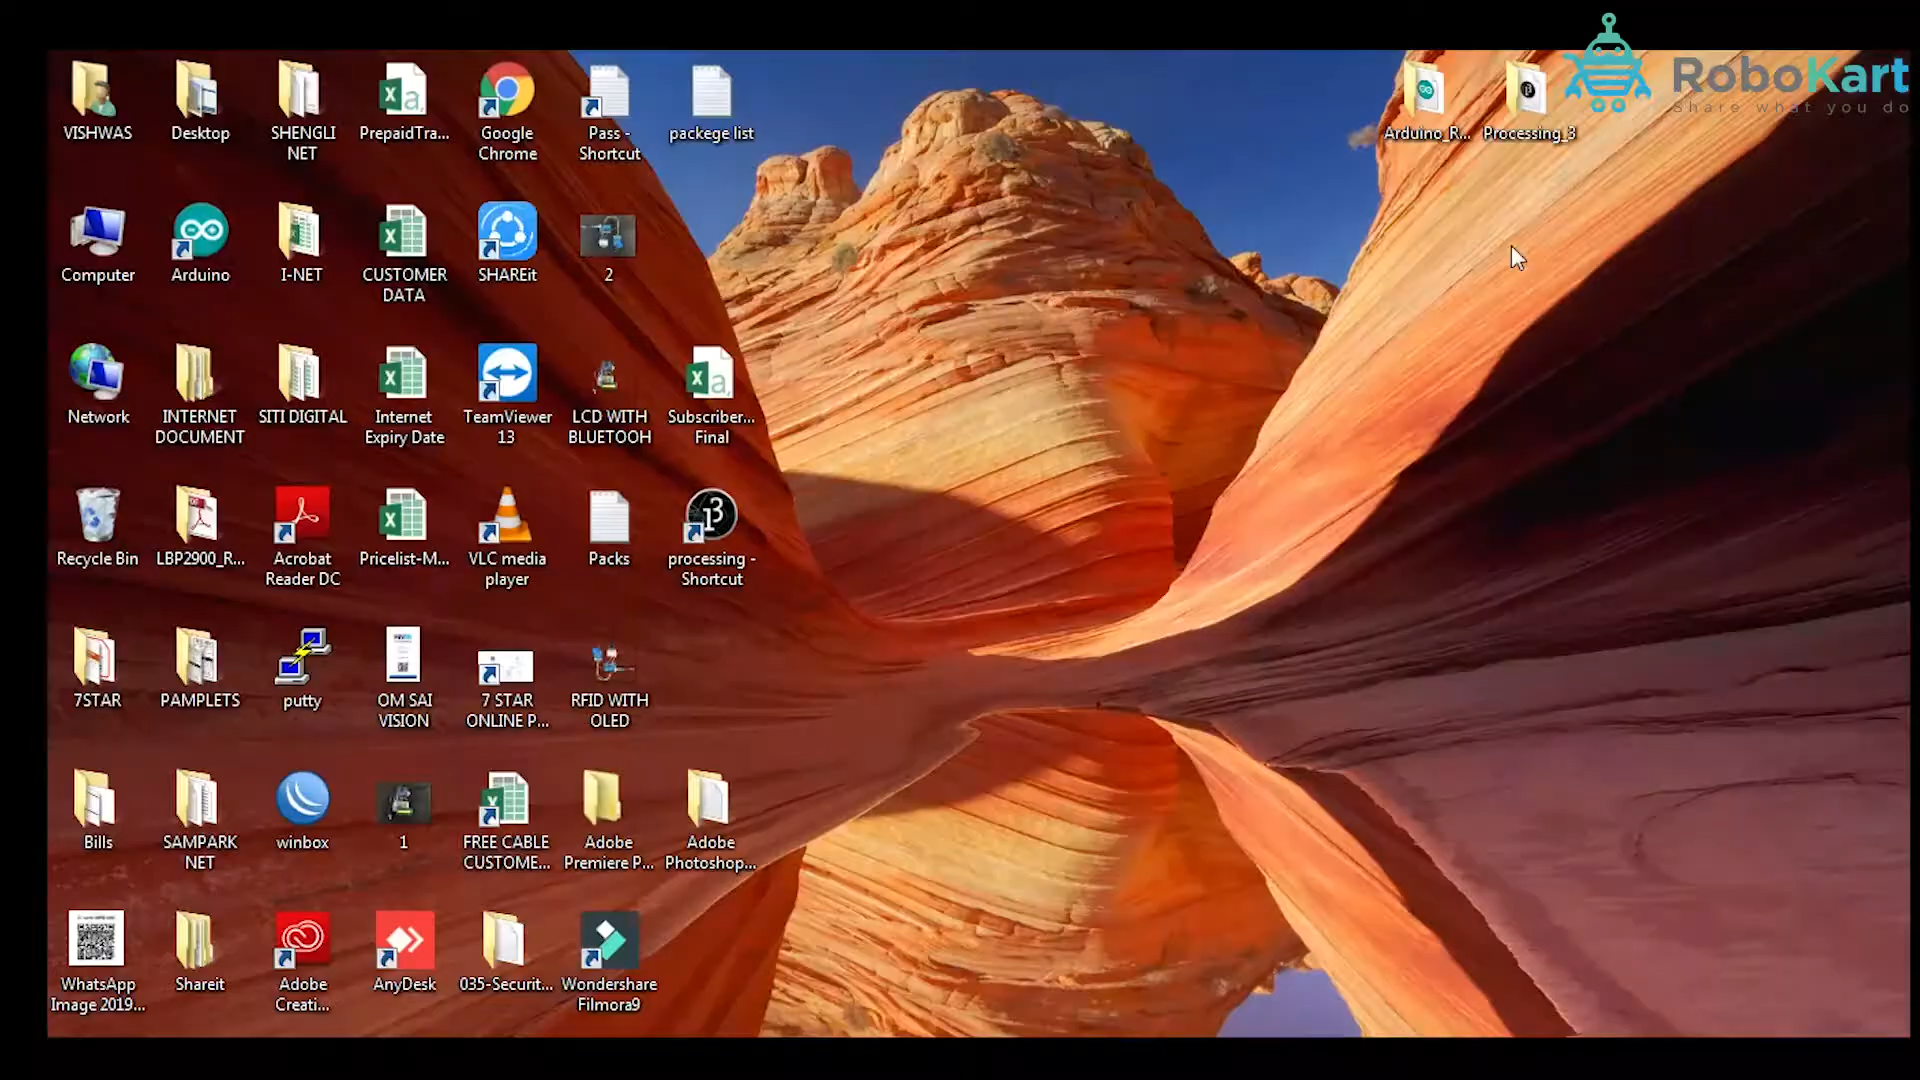 RoboKart
Share what you do
VISHWAS
Desktop
SHENGLI
NET
PrepaidTra...
Google
Chrome
Pass -
Shortcut
packege list
Arduino_R...
Processing_3
Computer
Arduino
I-NET
CUSTOMER
DATA
SHAREit
2
Network
INTERNET
DOCUMENT
SITI DIGITAL
Internet
Expiry Date
TeamViewer
13
LCD WITH
BLUETOOH
Subscriber...
Final
Recycle Bin
LBP2900_R...
Acrobat
Reader DC
Pricelist-M...
VLC media
player
Packs
processing -
Shortcut
7STAR
PAMPLETS
putty
OM SAI
VISION
7 STAR
ONLINE P...
RFID WITH
OLED
Bills
SAMPARK
NET
winbox
1
FREE CABLE
CUSTOME...
Adobe
Premiere P...
Adobe
Photoshop...
WhatsApp
Image 2019...
Shareit
Adobe
Creati...
AnyDesk
035-Securit...
Wondershare
Filmora9